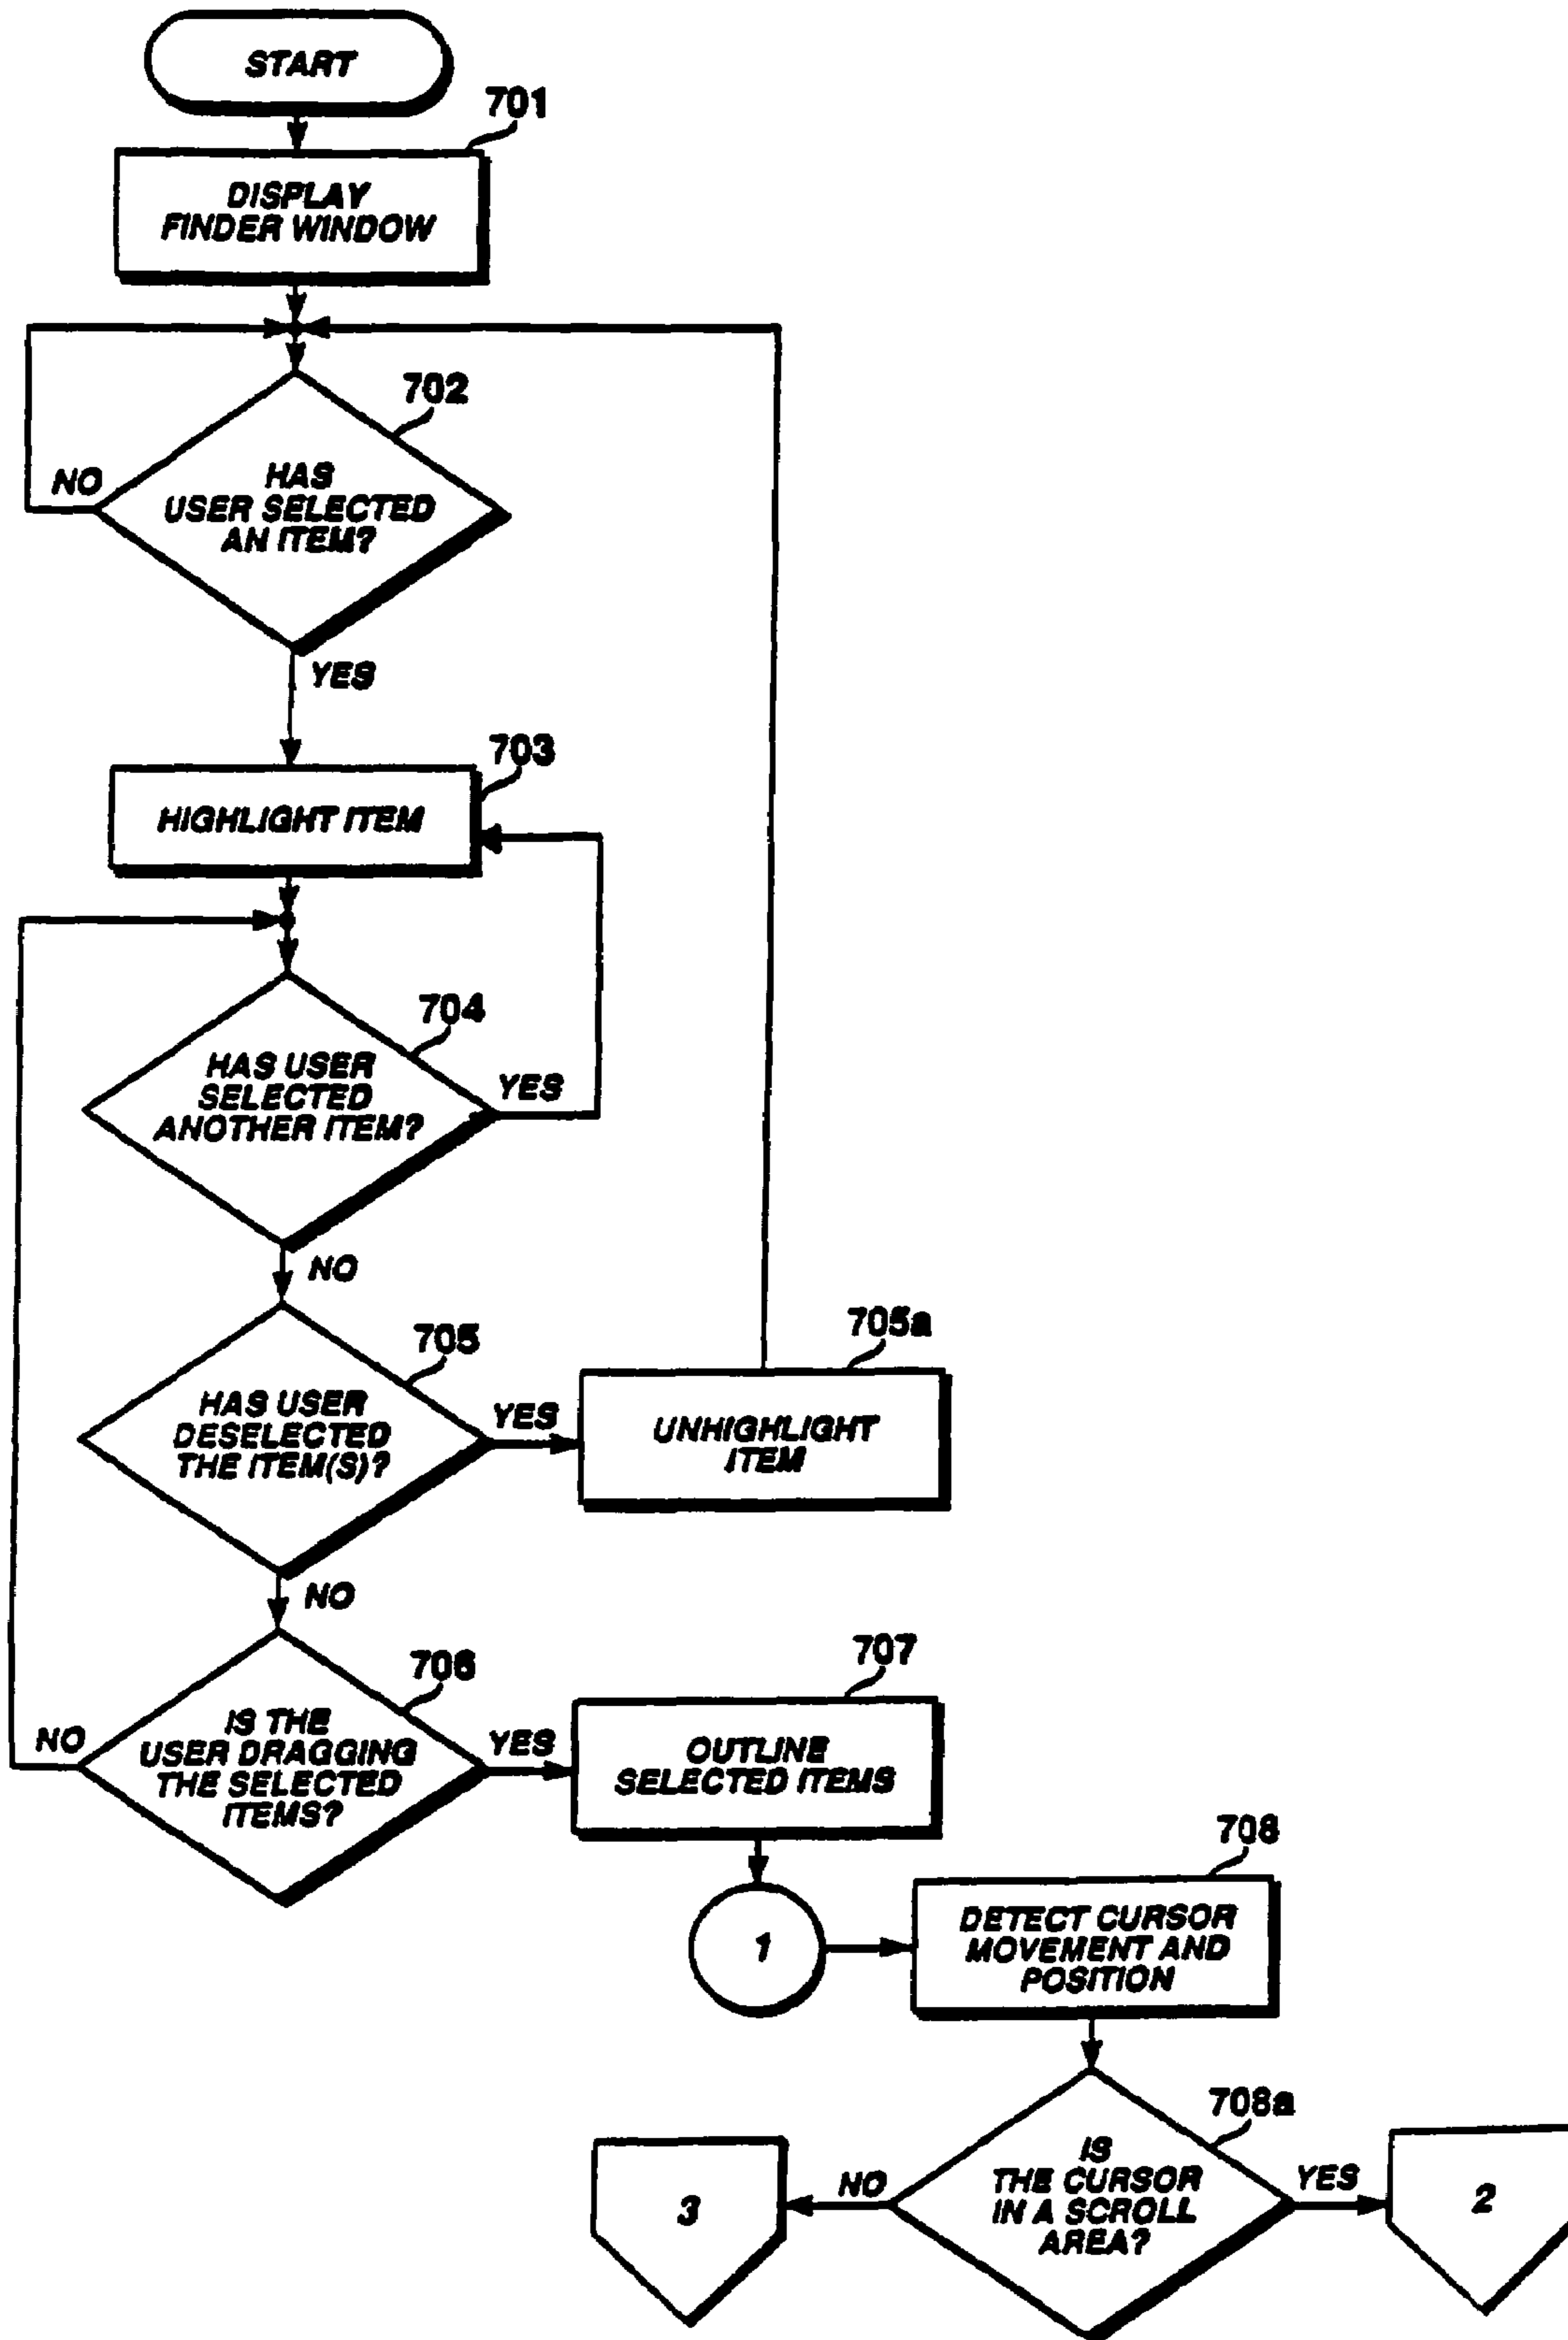 START
701
DISPLAY
FINDER WINDOW
702
HAS
USER SELECTED
AN ITEM?
NO
YES
703
HIGHLIGHT ITEM
704
HAS USER
SELECTED
ANOTHER ITEM?
YES
NO
705
HAS USER
DESELECTED
THE ITEM(S)?
YES
705a
UNHIGHLIGHT
ITEM
NO
706
IS THE
USER DRAGGING
THE SELECTED
ITEMS?
NO
YES
707
OUTLINE
SELECTED ITEMS
1
708
DETECT CURSOR
MOVEMENT AND
POSITION
708a
IS
THE CURSOR
IN A SCROLL
AREA?
NO
3
YES
2